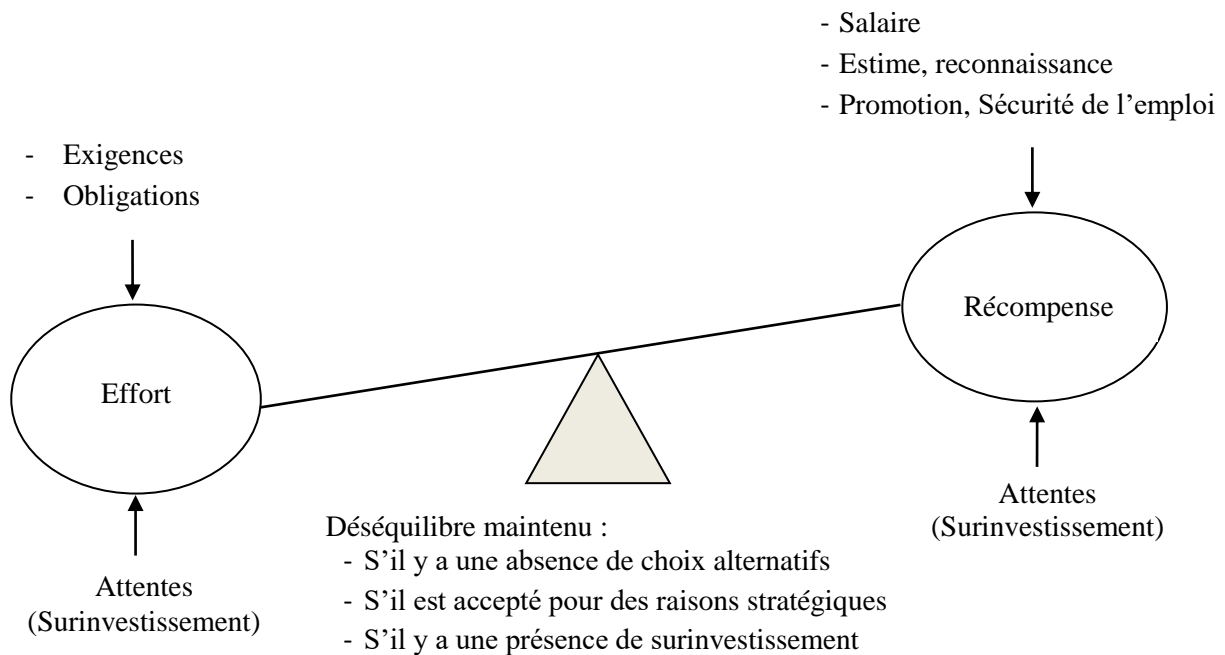 - Salaire
- Estime, reconnaissance
- Promotion, Sécurité de l’emploi
- Exigences
- Obligations
Récompense
Effort
Attentes
(Surinvestissement)
Déséquilibre maintenu :
- S’il y a une absence de choix alternatifs
- S’il est accepté pour des raisons stratégiques
- S’il y a une présence de surinvestissement
Attentes
(Surinvestissement)